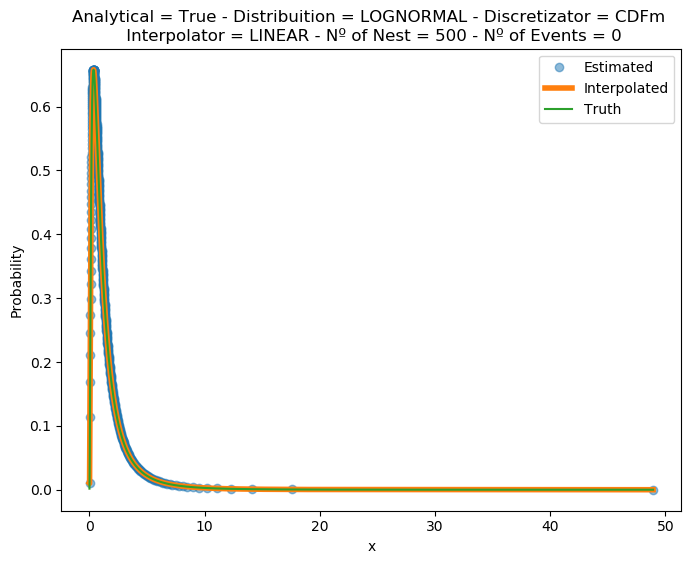 Analytical = True - Distribuition = LOGNORMAL - Discretizator = CDFm
Interpolator = LINEAR - Nº of Nest = 500 - Nº of Events = 0
Estimated
Interpolated
Truth
Probability
0.6
0.5
0.4
0.3
0.2
0.1
0.0
0 10 20 30 40 50
x